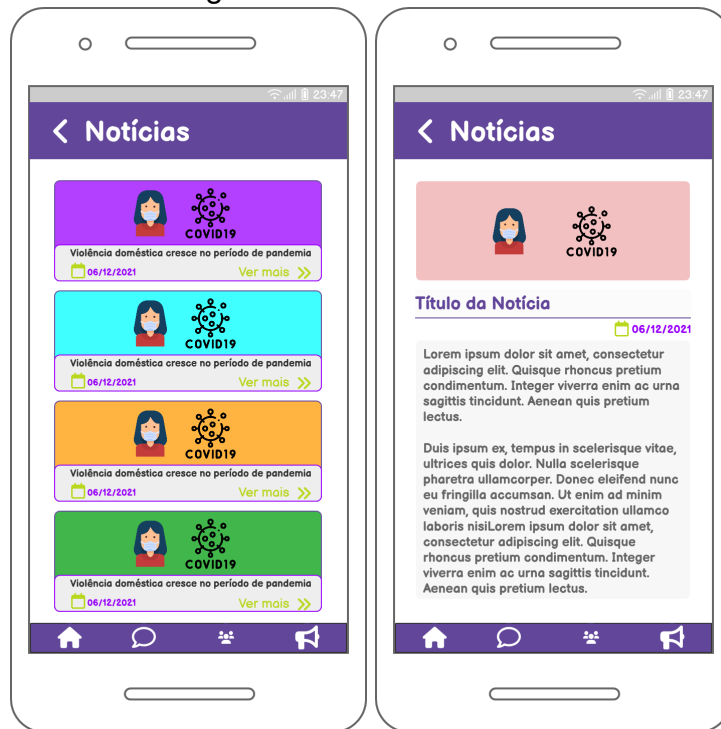 23:47
Notícias
COVID19
Violência doméstica cresce no período de pandemia
06/12/2021
Ver mais
COVID19
Violência doméstica cresce no período de pandemia
06/12/2021
Ver mais
COVID19
Violência doméstica cresce no período de pandemia
06/12/2021
Ver mais
COVID19
Violência doméstica cresce no período de pandemia
06/12/2021
Ver mais
23:47
Notícias
COVID19
Título da Notícia
06/12/2021
Lorem ipsum dolor sit amet, consectetur
adipiscing elit. Quisque rhoncus pretium
condimentum. Integer viverra enim ac urna
sagittis tincidunt. Aenean quis pretium
lectus.
Duis ipsum ex, tempus in scelerisque vitae,
ultrices quis dolor. Nulla scelerisque
pharetra ullamcorper. Donec eleifend nunc
eu fringilla accumsan. Ut enim ad minim
veniam, quis nostrud exercitation ullamco
laboris nisiLorem ipsum dolor sit amet,
consectetur adipiscing elit. Quisque
rhoncus pretium condimentum. Integer
viverra enim ac urna sagittis tincidunt.
Aenean quis pretium lectus.